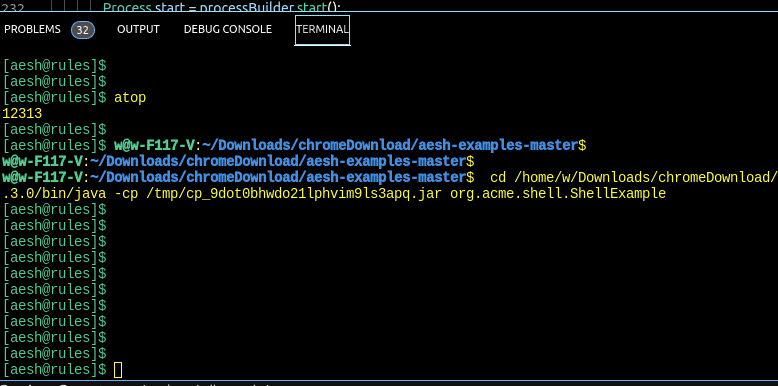 232 Process start = processBuilder.start();
PROBLEMS 32 OUTPUT DEBUG CONSOLE TERMINAL
[aesh@rules]$
[aesh@rules]$
[aesh@rules]$ atop
12313
[aesh@rules]$
[aesh@rules]$ w@w-F117-V:~/Downloads/chromeDownload/aesh-examples-master$
w@w-F117-V:~/Downloads/chromeDownload/aesh-examples-master$
w@w-F117-V:~/Downloads/chromeDownload/aesh-examples-master$ cd /home/w/Downloads/chromeDownload/
.3.0/bin/java -cp /tmp/cp_9dot0bhwdo21lphvim9ls3apq.jar org.acme.shell.ShellExample
[aesh@rules]$
[aesh@rules]$
[aesh@rules]$
[aesh@rules]$
[aesh@rules]$
[aesh@rules]$
[aesh@rules]$
[aesh@rules]$
[aesh@rules]$
[aesh@rules]$
[aesh@rules]$